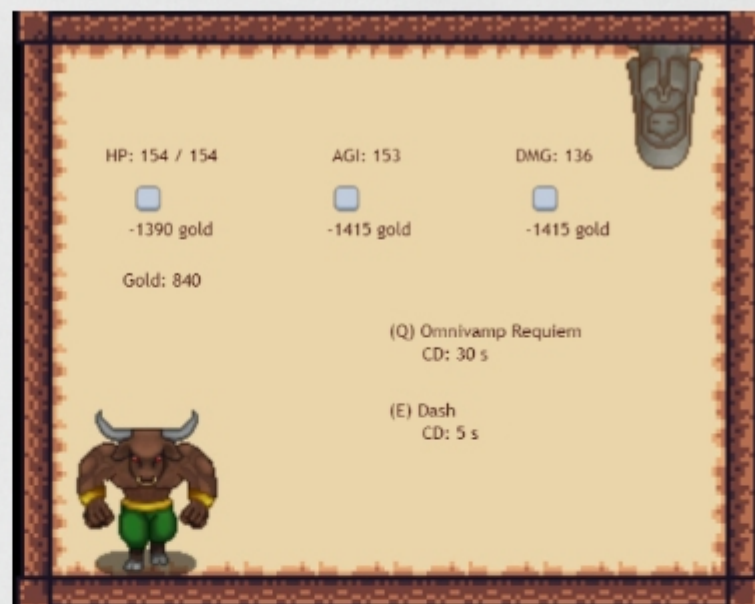 HP: 154 / 154 AGI: 153 DMG: 136
-1390 gold -1415 gold -1415 gold
Gold: 840
(Q) Omnivamp Requiem
CD: 30 s
(E) Dash
CD: 5 s